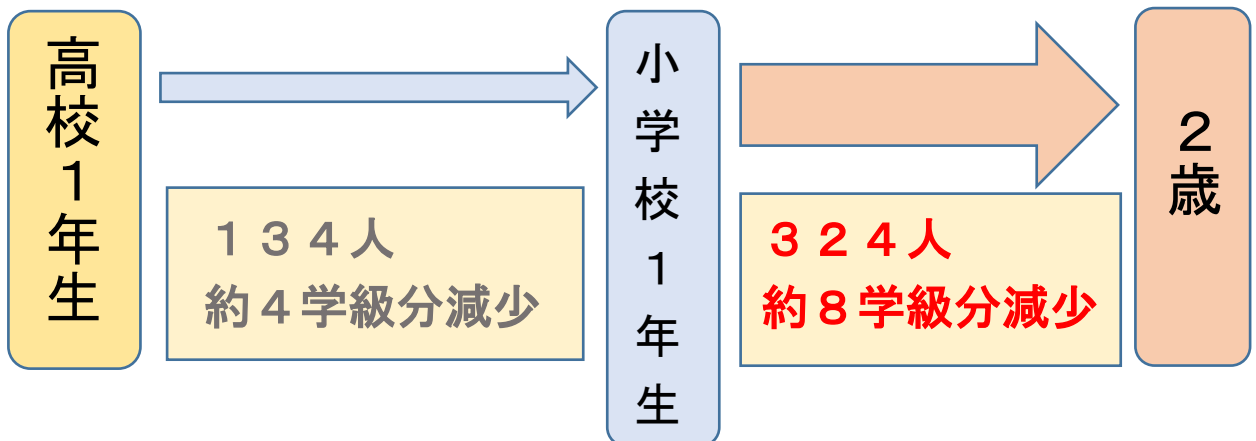 高校１年生
１３４人
約４学級分減少
小学校１年生
３２４人
約８学級分減少
２歳